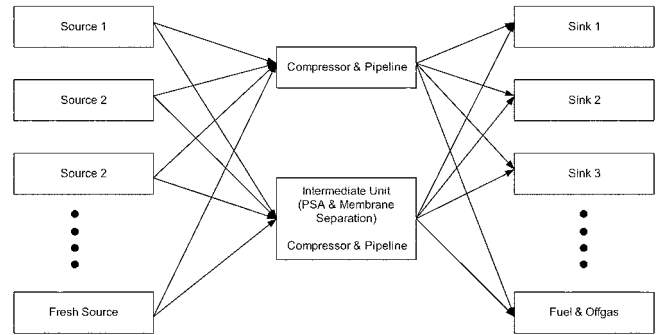 Source 1
Compressor & Pipeline
Sink 1
Source 2
Sink 2
Source 2
Intermediate Unit
(PSA & Membrane
Separation)
Compressor & Pipeline
Sink 3
Fresh Source
Fuel & Offgas